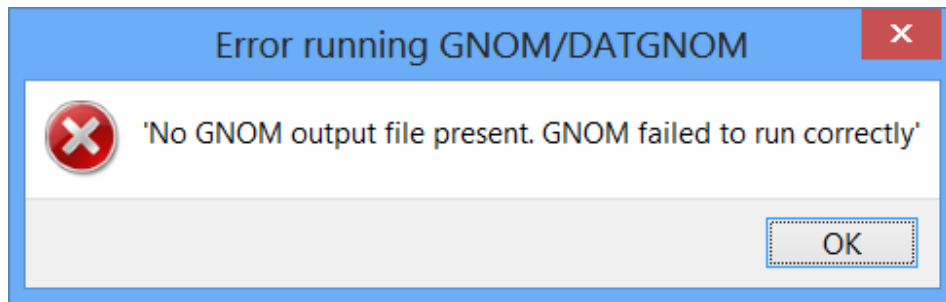 Error running GNOM/DATGNOM
'No GNOM output file present. GNOM failed to run correctly'
OK